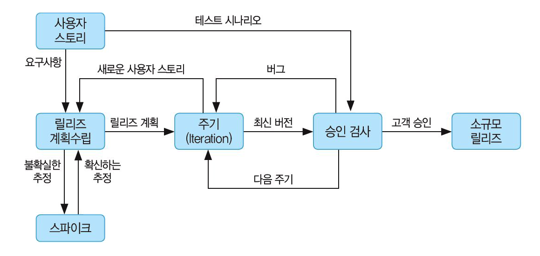 사용자
스토리
테스트 시나리오
요구사항
새로운 사용자 스토리
버그
릴리즈
계획수립
릴리즈 계획
주기
(Iteration)
최신 버전
승인 검사
고객 승인
소규모
릴리즈
불확실한
추정
확신하는
추정
다음 주기
스파이크